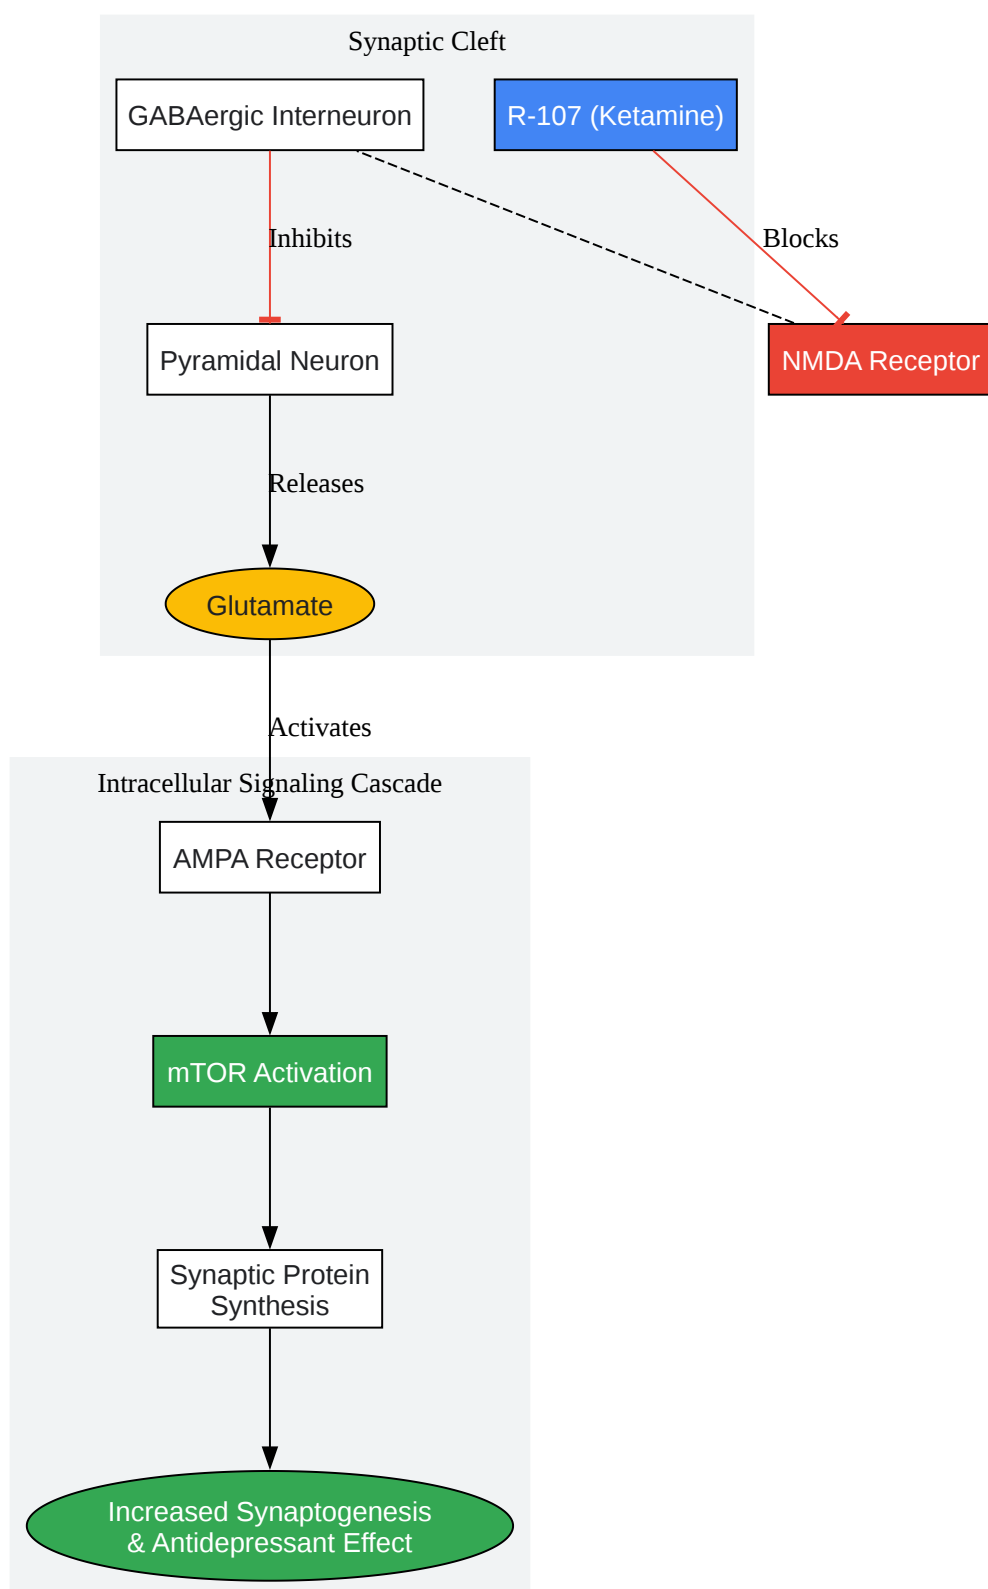 Synaptic Cleft
GABAergic Interneuron
R-107 (Ketamine)
Inhibits
Blocks
Pyramidal Neuron
NMDA Receptor
Releases
Glutamate
Activates
Intracellular Signaling Cascade
AMPA Receptor
mTOR Activation
Synaptic Protein
Synthesis
Increased Synaptogenesis
& Antidepressant Effect